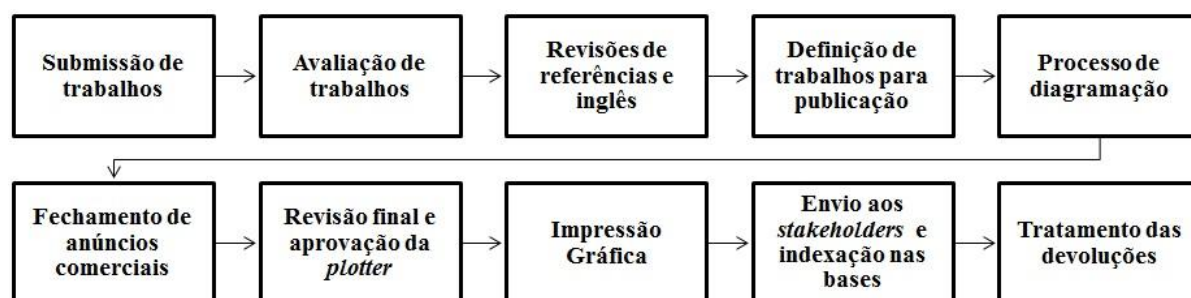 Submissão de
trabalhos
Avaliação de
trabalhos
Revisões de
referências e
inglês
Definição de
trabalhos para
publicação
Processo de
diagramação
Fechamento de
anúncios
comerciais
Revisão final e
aprovação da
plotter
Impressão
Gráfica
Envio aos
stakeholders e
indexação nas
bases
Tratamento das
devoluções